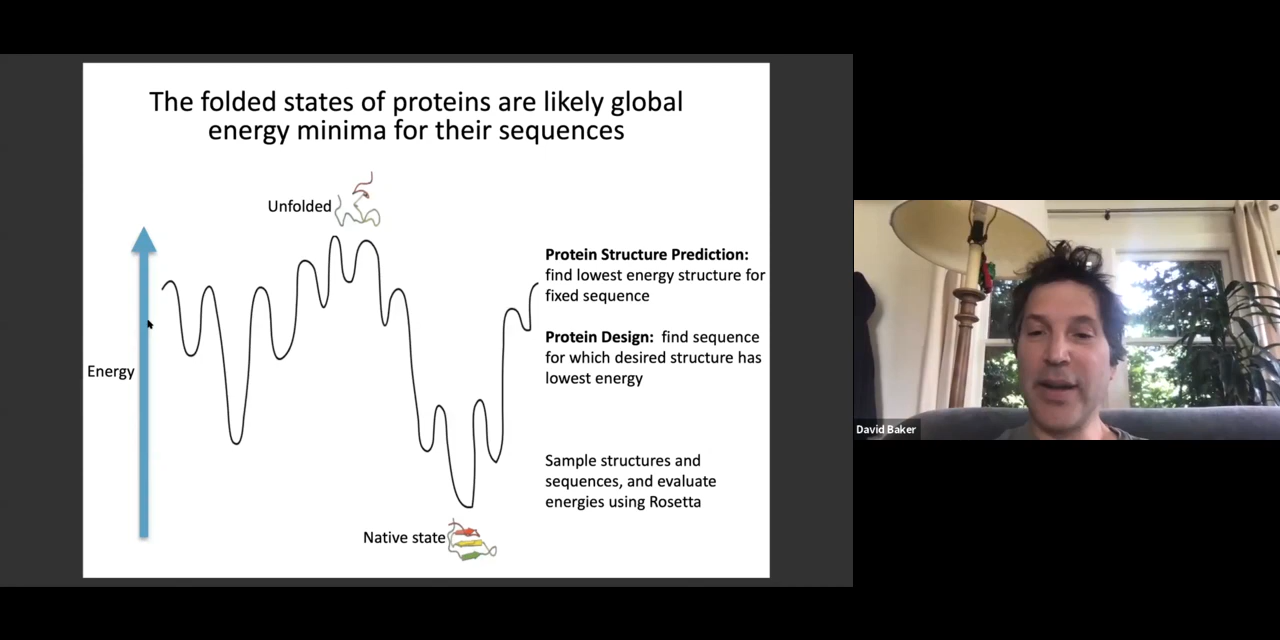 The folded states of proteins are likely global
energy minima for their sequences
Unfolded
Energy
Native state
Protein Structure Prediction:
find lowest energy structure for
fixed sequence
Protein Design: find sequence
for which desired structure has
lowest energy
Sample structures and
sequences, and evaluate
energies using Rosetta
David Baker